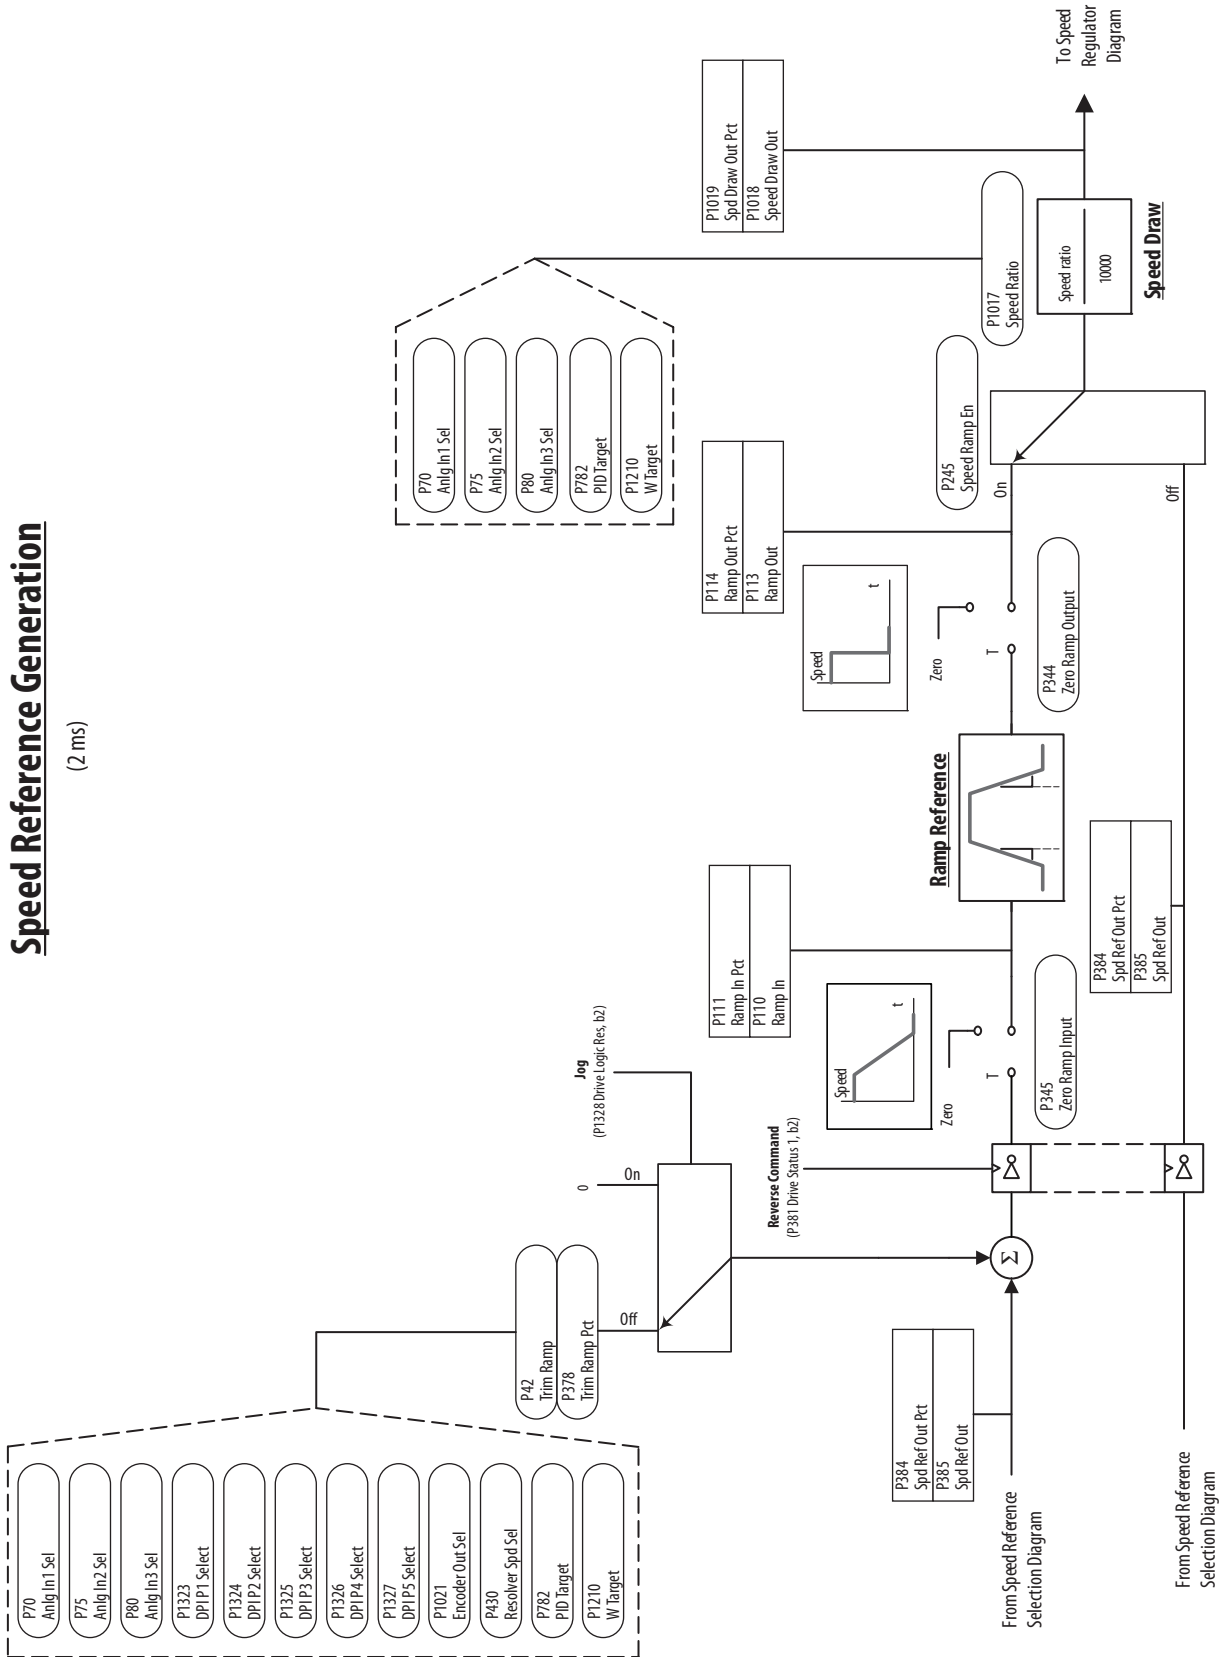 Speed Reference Generation
(2 ms)
P70
Anlg In1 Sel
P75
Anlg In2 Sel
P80
Anlg In3 Sel
P1323
DPI P1 Select
P1324
DPI P2 Select
P1325
DPI P3 Select
P1326
DPI P4 Select
P1327
DPI P5 Select
P1021
Encoder Out Sel
P430
Resolver Spd Sel
P782
PID Target
P1210
W Target
P42
Trim Ramp
P378
Trim Ramp Pct
Off
0
On
Jog
(P1328 Drive Logic Res, b2)
P70
Anlg In1 Sel
P75
Anlg In2 Sel
P80
Anlg In3 Sel
P782
PID Target
P1210
W Target
P384
Spd Ref Out Pct
P385
Spd Ref Out
From Speed Reference
Selection Diagram
Σ
Reverse Command
(P381 Drive Status 1, b2)
Speed
t
Zero
T
P345
Zero Ramp Input
P111
Ramp In Pct
P110
Ramp In
Ramp Reference
Speed
t
Zero
T
P344
Zero Ramp Output
P114
Ramp Out Pct
P113
Ramp Out
On
P245
Speed Ramp En
Off
P1017
Speed Ratio
Speed ratio
10000
Speed Draw
P1019
Spd Draw Out Pct
P1018
Speed Draw Out
To Speed
Regulator
Diagram
From Speed Reference
Selection Diagram
P384
Spd Ref Out Pct
P385
Spd Ref Out